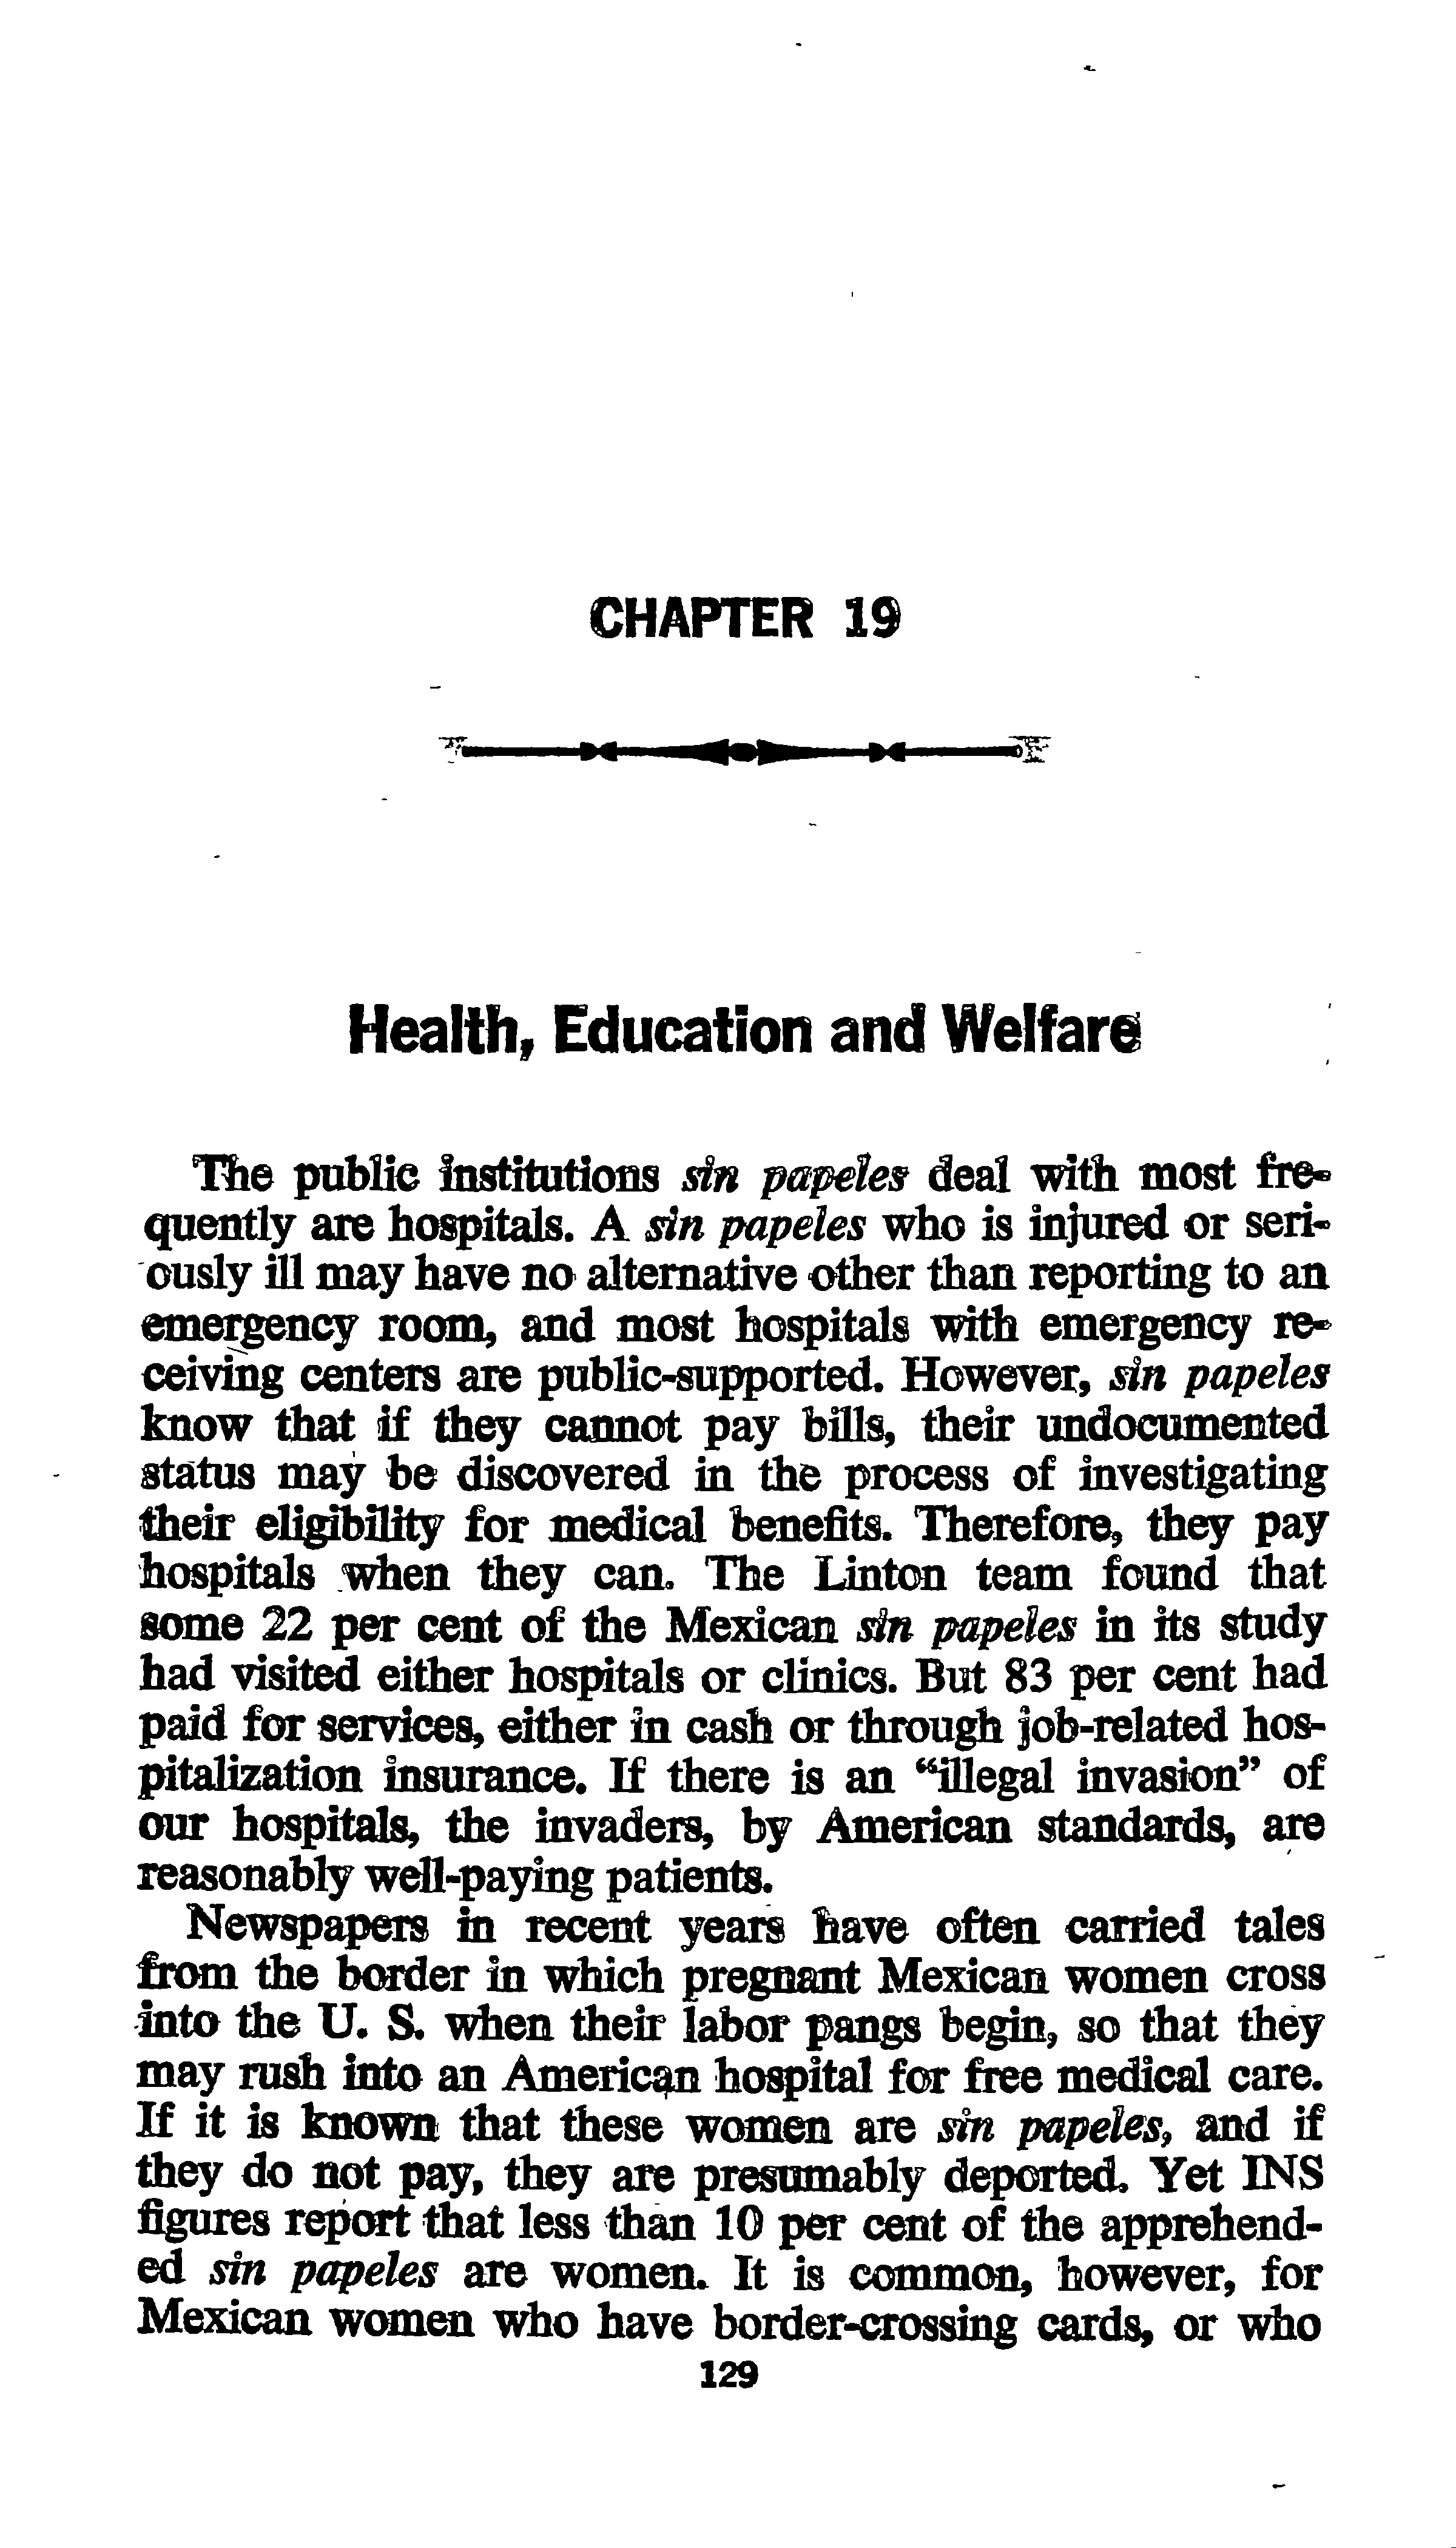 CHAPTER 19
Health, Education and Welfare
The public institutions sin papeles deal with most fre-
quently are hospitals. A sin papeles who is injured or seri-
ously ill may have no alternative other than reporting to an
emergency room, and most hospitals with emergency re-
ceiving centers are public-supported. However, sin papeles
know that if they cannot pay bills, their undocumented
status may be discovered in the process of investigating
their eligibility for medical benefits. Therefore, they pay
hospitals when they can. The Linton team found that
some 22 per cent of the Mexican sin papeles in its study
had visited either hospitals or clinics. But 83 per cent had
paid for services, either in cash or through job-related hos-
pitalization insurance. If there is an “illegal invasion” of
our hospitals, the invaders, by American standards, are
reasonably well-paying patients.
Newspapers in recent years have often carried tales
from the border in which pregnant Mexican women cross
into the U. S. when their labor pangs begin, so that they
may rush into an American hospital for free medical care.
If it is known that these women are sin papeles, and if
they do not pay, they are presumably deported. Yet INS
figures report that less than 10 per cent of the apprehend-
ed sin papeles are women. It is common, however, for
Mexican women who have border-crossing cards, or who
129